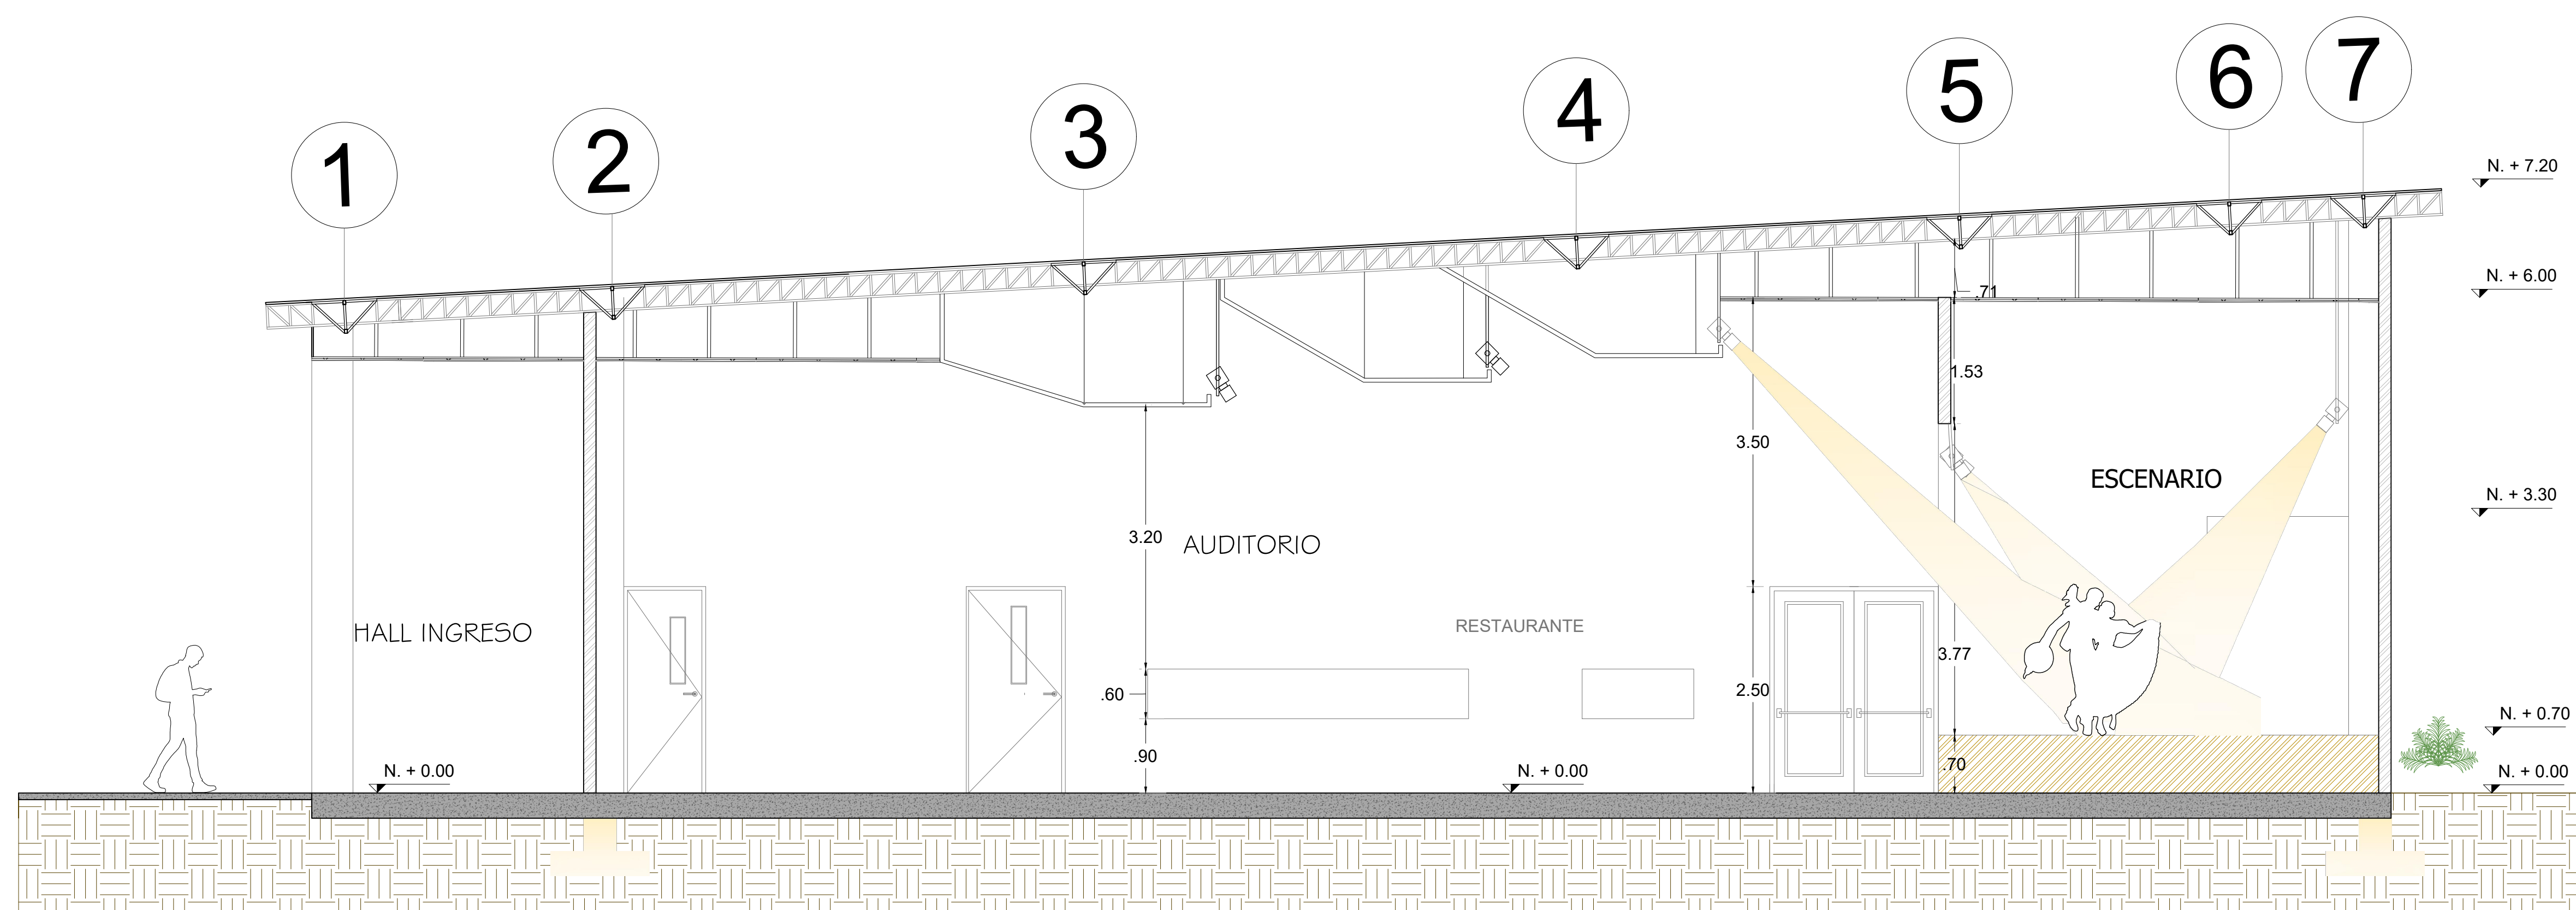 1
2
3
4
5
6
7
N. + 7.20
N. + 6.00
.71
1.53
3.50
ESCENARIO
N. + 3.30
3.20
AUDITORIO
HALL INGRESO
RESTAURANTE
3.77
.60
2.50
N. + 0.70
.90
.70
N. + 0.00
N. + 0.00
N. + 0.00